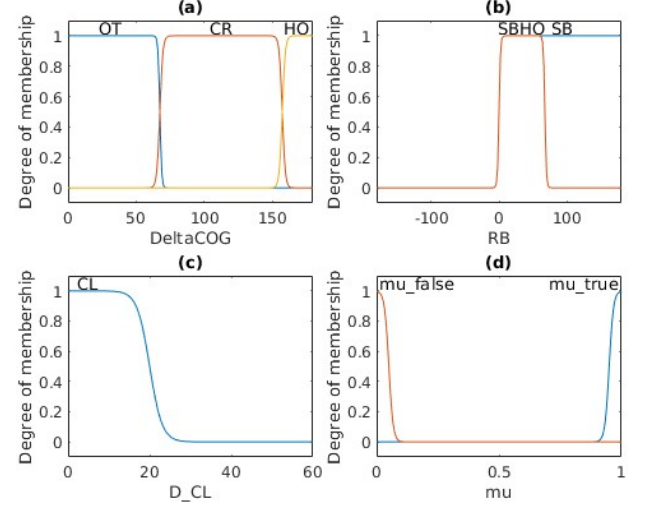 (a)
OT CR HO
1
0.8
0.6
0.4
0.2
0
Degree of membership
0 50 100 150
DeltaCOG
(b)
SBHO SB
1
0.8
0.6
0.4
0.2
0
Degree of membership
-100 0 100
RB
(c)
CL
1
0.8
0.6
0.4
0.2
0
Degree of membership
0 20 40 60
D_CL
(d)
mu_false mu_true
1
0.8
0.6
0.4
0.2
0
Degree of membership
0 0.5 1
mu